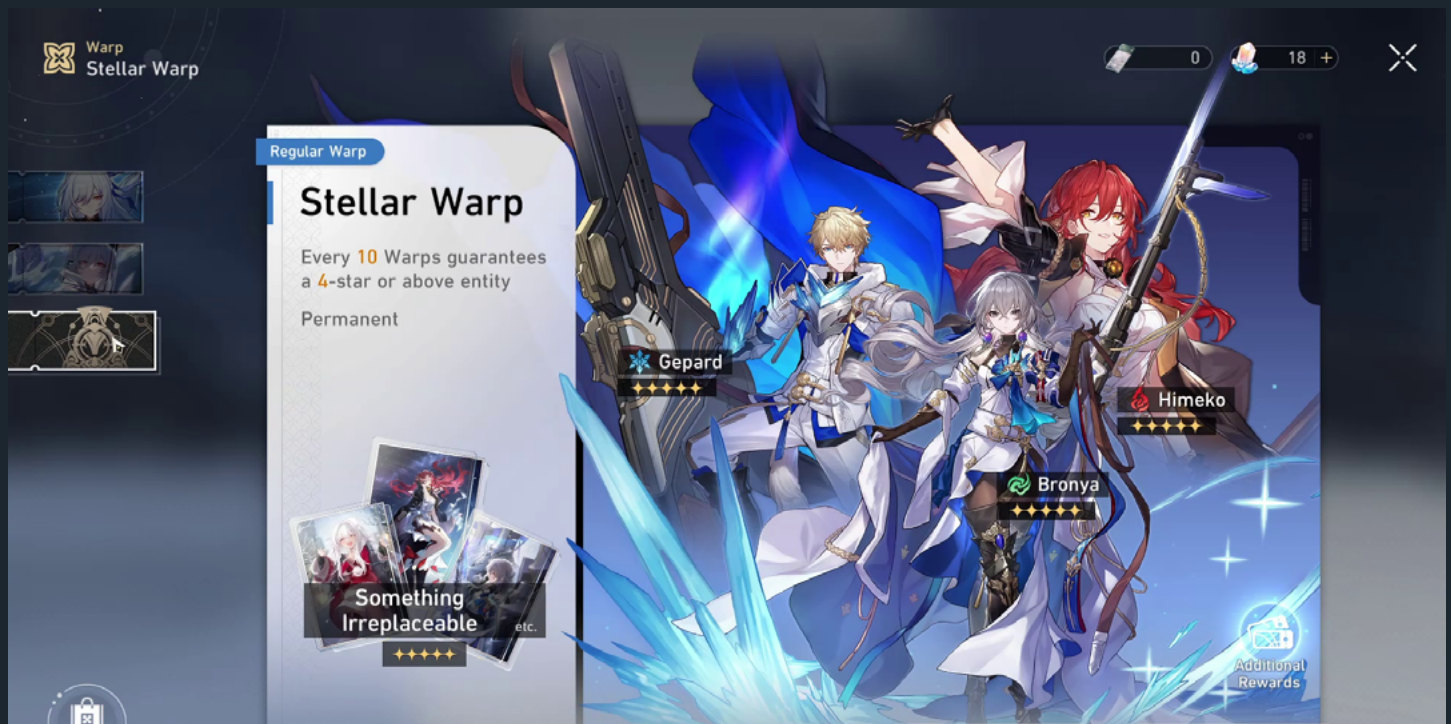 Warp
Stellar Warp
0
18
Regular Warp
Stellar Warp
Every 10 Warps guarantees
a 4-star or above entity
Permanent
Gepard
Himeko
Bronya
Something
Irreplaceable
etc.
Additional
Rewards